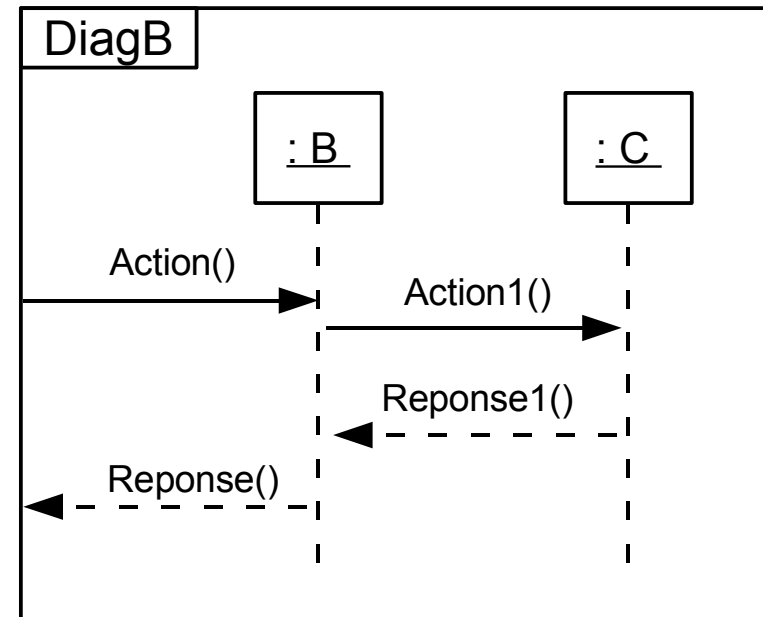 DiagB
: B
: C
Action()
Action1()
Reponse1()
Reponse()